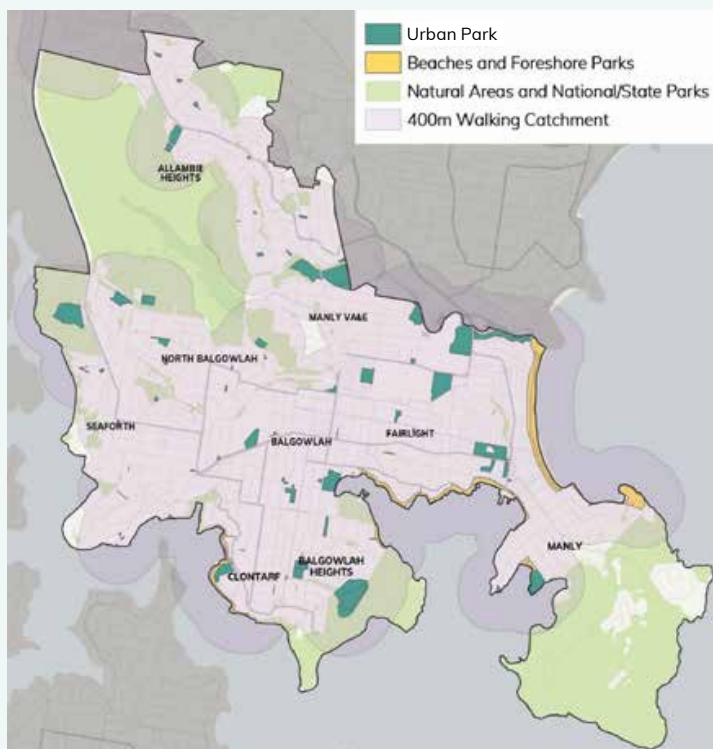 Urban Park
Beaches and Foreshore Parks
Natural Areas and National/State Parks
400m Walking Catchment
ALLAMBIE
HEIGHTS
MANLY VALE
NORTH BALGOWLAH
SEAFORTH
BALGOWLAH
FAIRLIGHT
MANLY
BALGOWLAH
HEIGHTS
CLONTARF